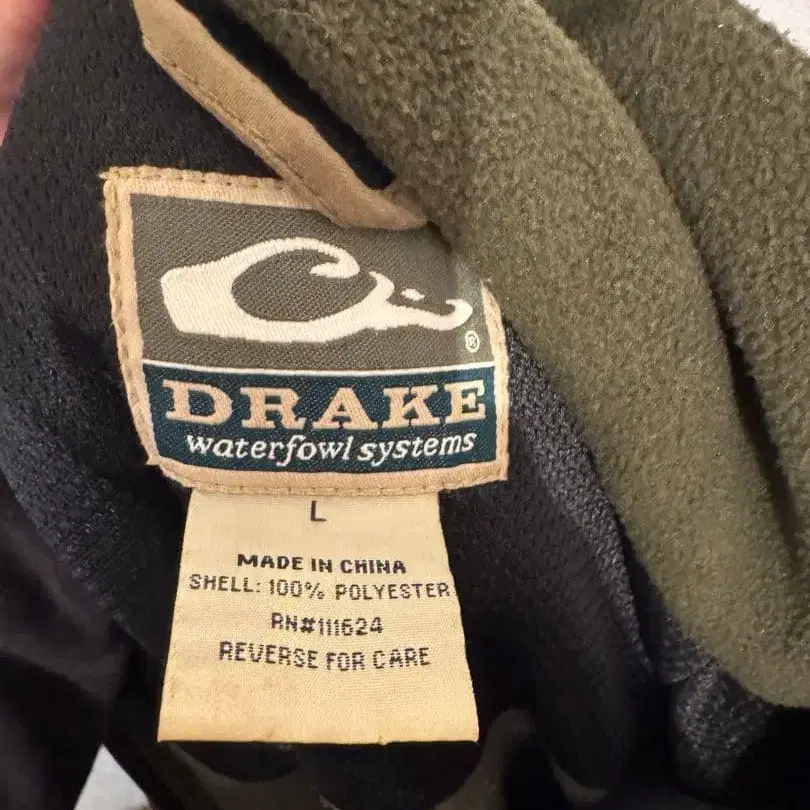 ®
DRAKE
waterfowl systems
L
MADE IN CHINA
SHELL: 100% POLYESTER
RN#111624
REVERSE FOR CARE